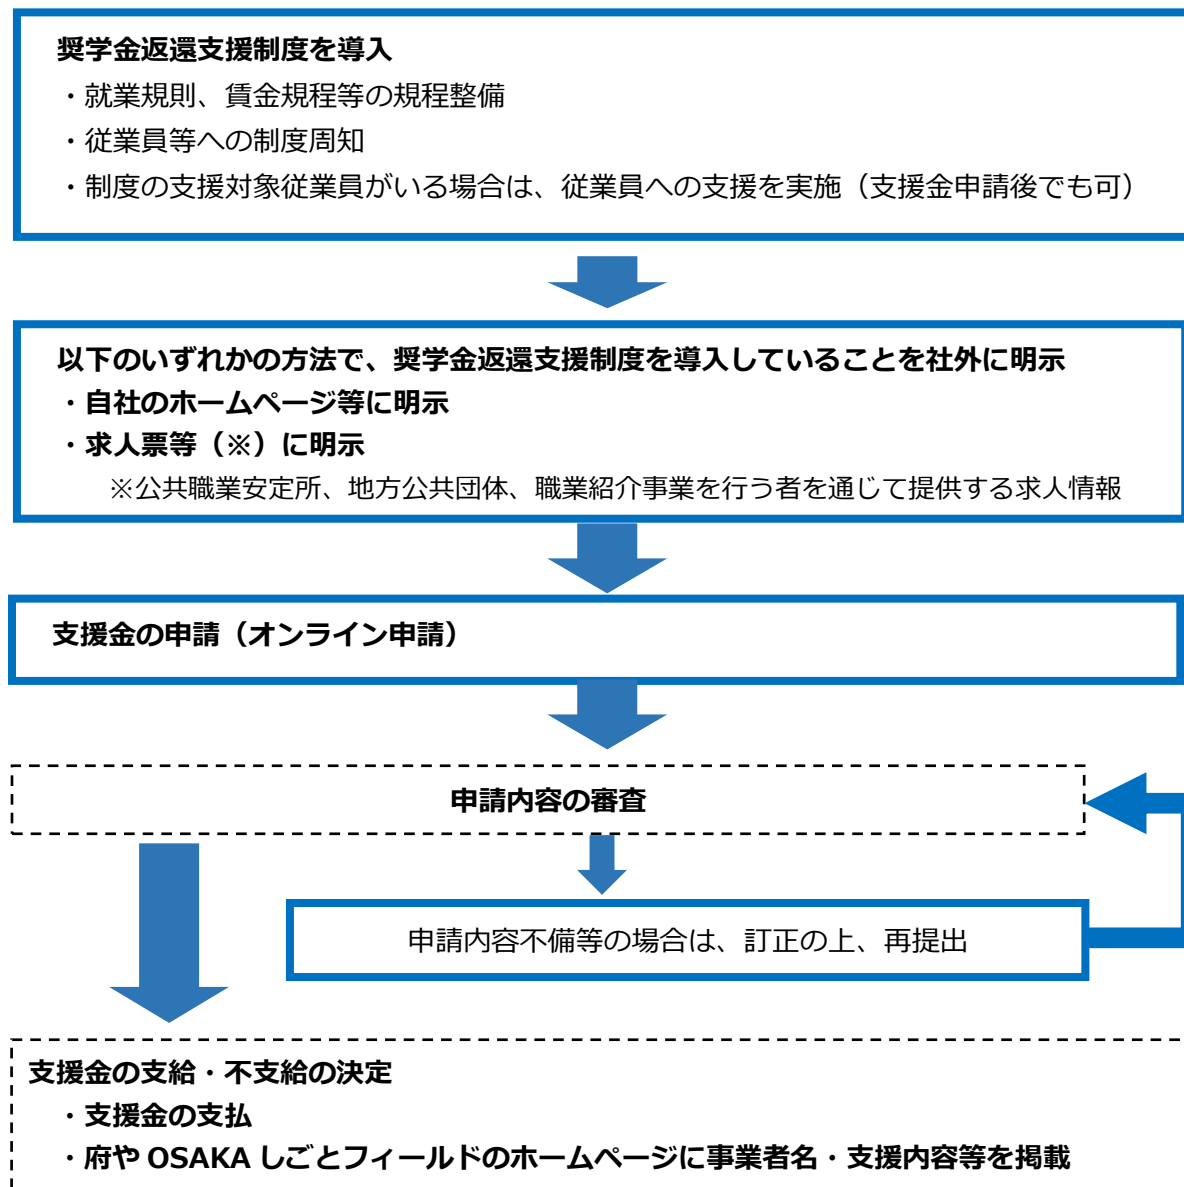 奨学金返還支援制度を導入
・就業規則、賃金規程等の規程整備
・従業員等への制度周知
・制度の支援対象従業員がいる場合は、従業員への支援を実施（支援金申請後でも可）
以下のいずれかの方法で、奨学金返還支援制度を導入していることを社外に明示
・自社のホームページ等に明示
・求人票等（※）に明示
※公共職業安定所、地方公共団体、職業紹介事業を行う者を通じて提供する求人情報
支援金の申請（オンライン申請）
申請内容の審査
申請内容不備等の場合は、訂正の上、再提出
支援金の支給・不支給の決定
・支援金の支払
・府や OSAKA しごとフィールドのホームページに事業者名・支援内容等を掲載